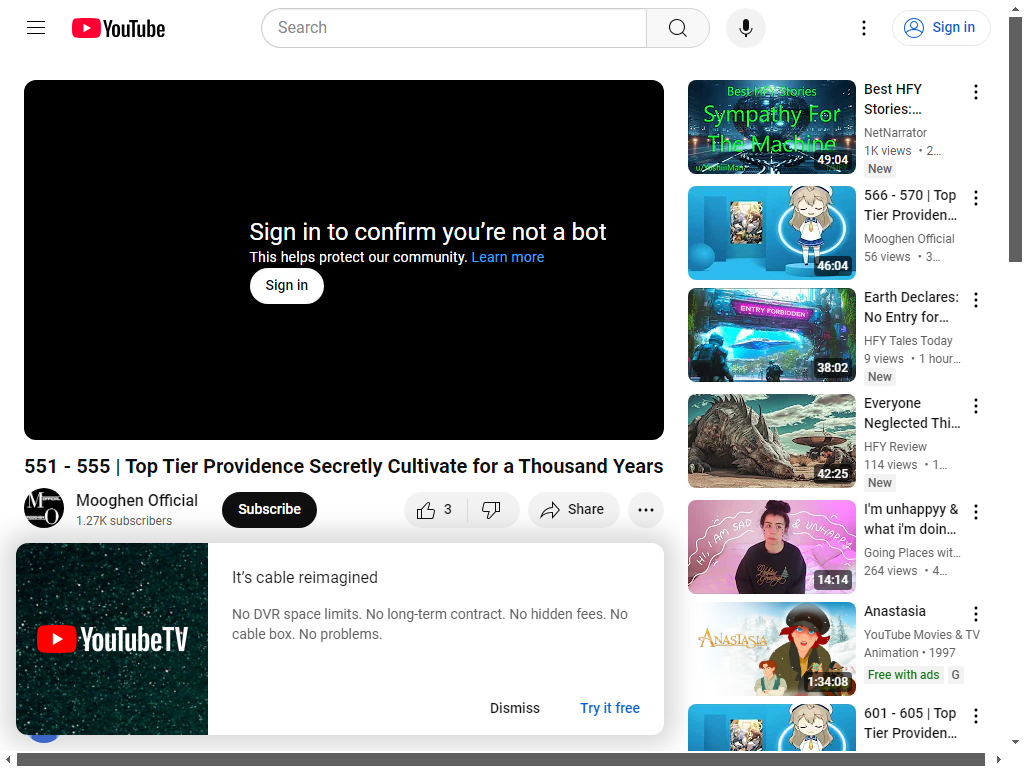 YouTube
Search
Sign in
Sign in to confirm you’re not a bot
This helps protect our community. Learn more
Sign in
551 - 555 | Top Tier Providence Secretly Cultivate for a Thousand Years
Mooghen Official
1.27K subscribers
Subscribe
3
Share
YouTubeTV
It’s cable reimagined
No DVR space limits. No long-term contract. No hidden fees. No
cable box. No problems.
Dismiss
Try it free
Best HFY Stories
Sympathy For
The Machine
49:04
Best HFY
Stories:...
NetNarrator
1K views • 2...
New
46:04
566 - 570 | Top
Tier Providen...
Mooghen Official
56 views • 3...
ENTRY FORBIDDEN
38:02
Earth Declares:
No Entry for...
HFY Tales Today
9 views • 1 hour...
New
42:25
Everyone
Neglected Thi...
HFY Review
114 views • 1...
New
HI, I AM SAD & UNHAPPY
14:14
I'm unhappyy &
what i'm doin...
Going Places wit...
264 views • 4...
ANASTASIA
1:34:08
Anastasia
YouTube Movies & TV
Animation • 1997
Free with ads
G
601 - 605 | Top
Tier Providen...